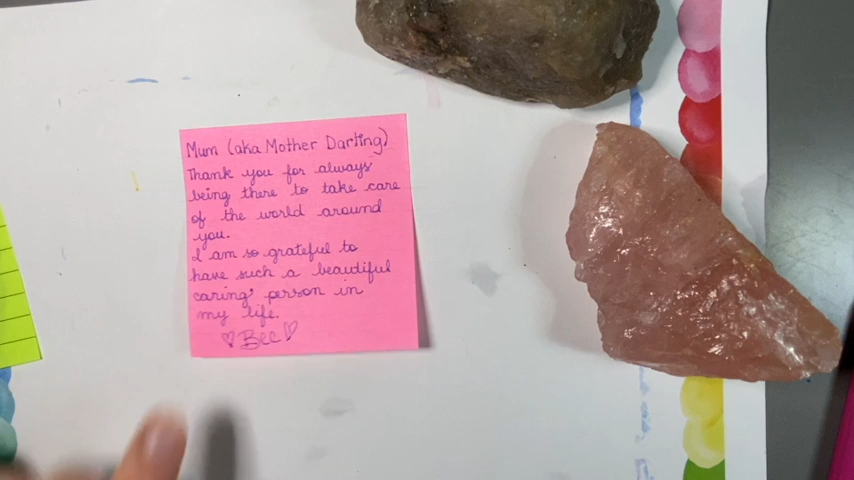 Mum (aka Mother Darling)
Thank you for always
being there to take care
of the world around
you.
I am so grateful to
have such a beautiful
caring person in
my life.
♡Bec♡